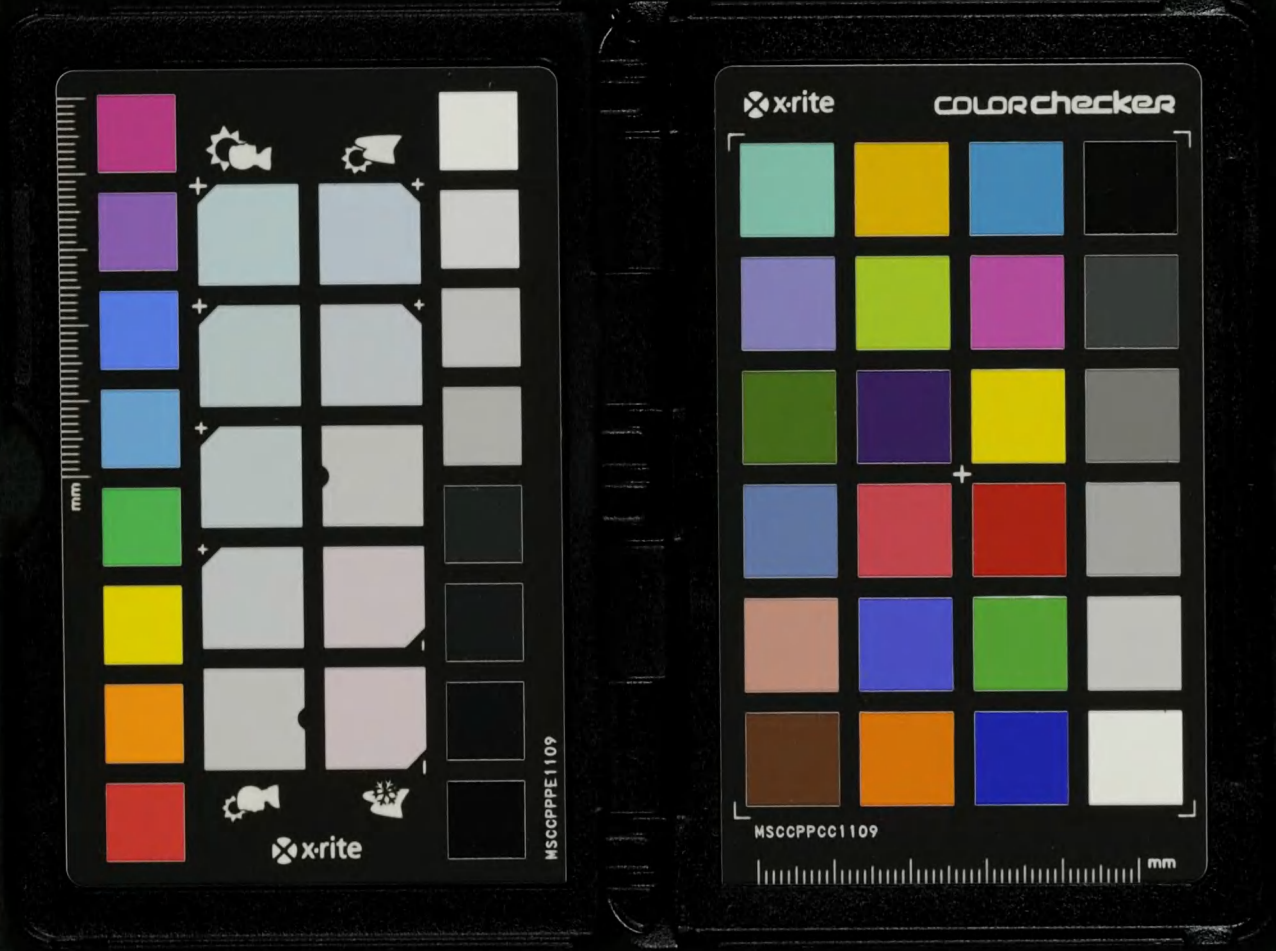 mm
x·rite
MSCCPPPE1109
x·rite
COLORchecker
MSCCPPCC1109
mm